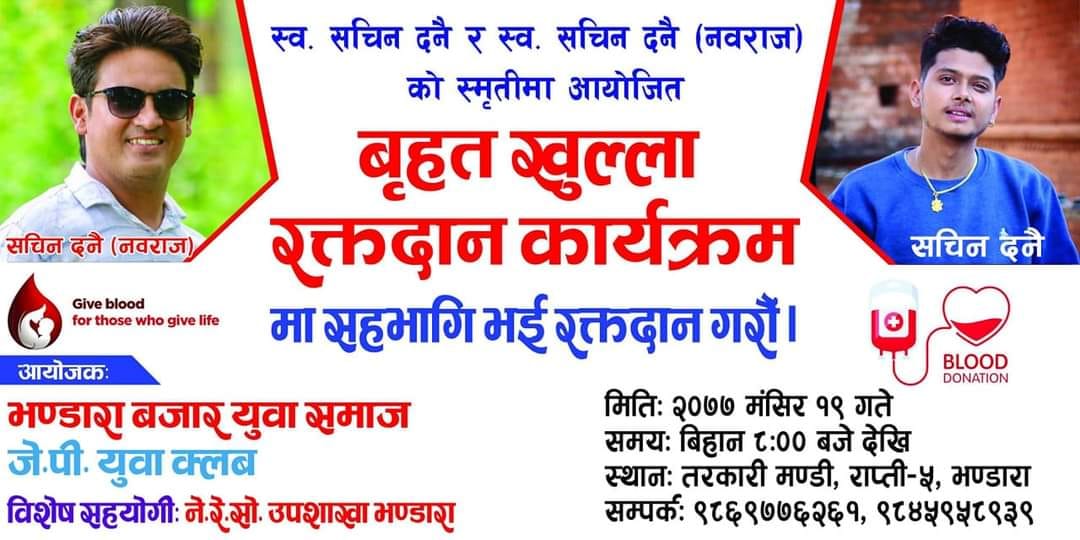 स्व. सचिन दनै र स्व. सचिन दनै (नवराज)
को स्मृतीमा आयोजित
बृहत खुल्ला
रक्तदान कार्यक्रम
मा सहभागि भई रक्तदान गरौं।
सचिन दनै (नवराज)
सचिन दनै
Give blood
for those who give life
BLOOD
DONATION
आयोजकः
भण्डारा बजार युवा समाज
जे.पी. युवा क्लब
विशेष सहयोगीः ने.रे.सो. उपशाखा भण्डारा
मितिः २०७७ मंसिर १९ गते
समयः बिहान ८:00 बजे देखि
स्थानः तरकारी मण्डी, राप्ती-५, भण्डारा
सम्पर्कः ९८६९७७६२६१, ९८४५९५८९३९